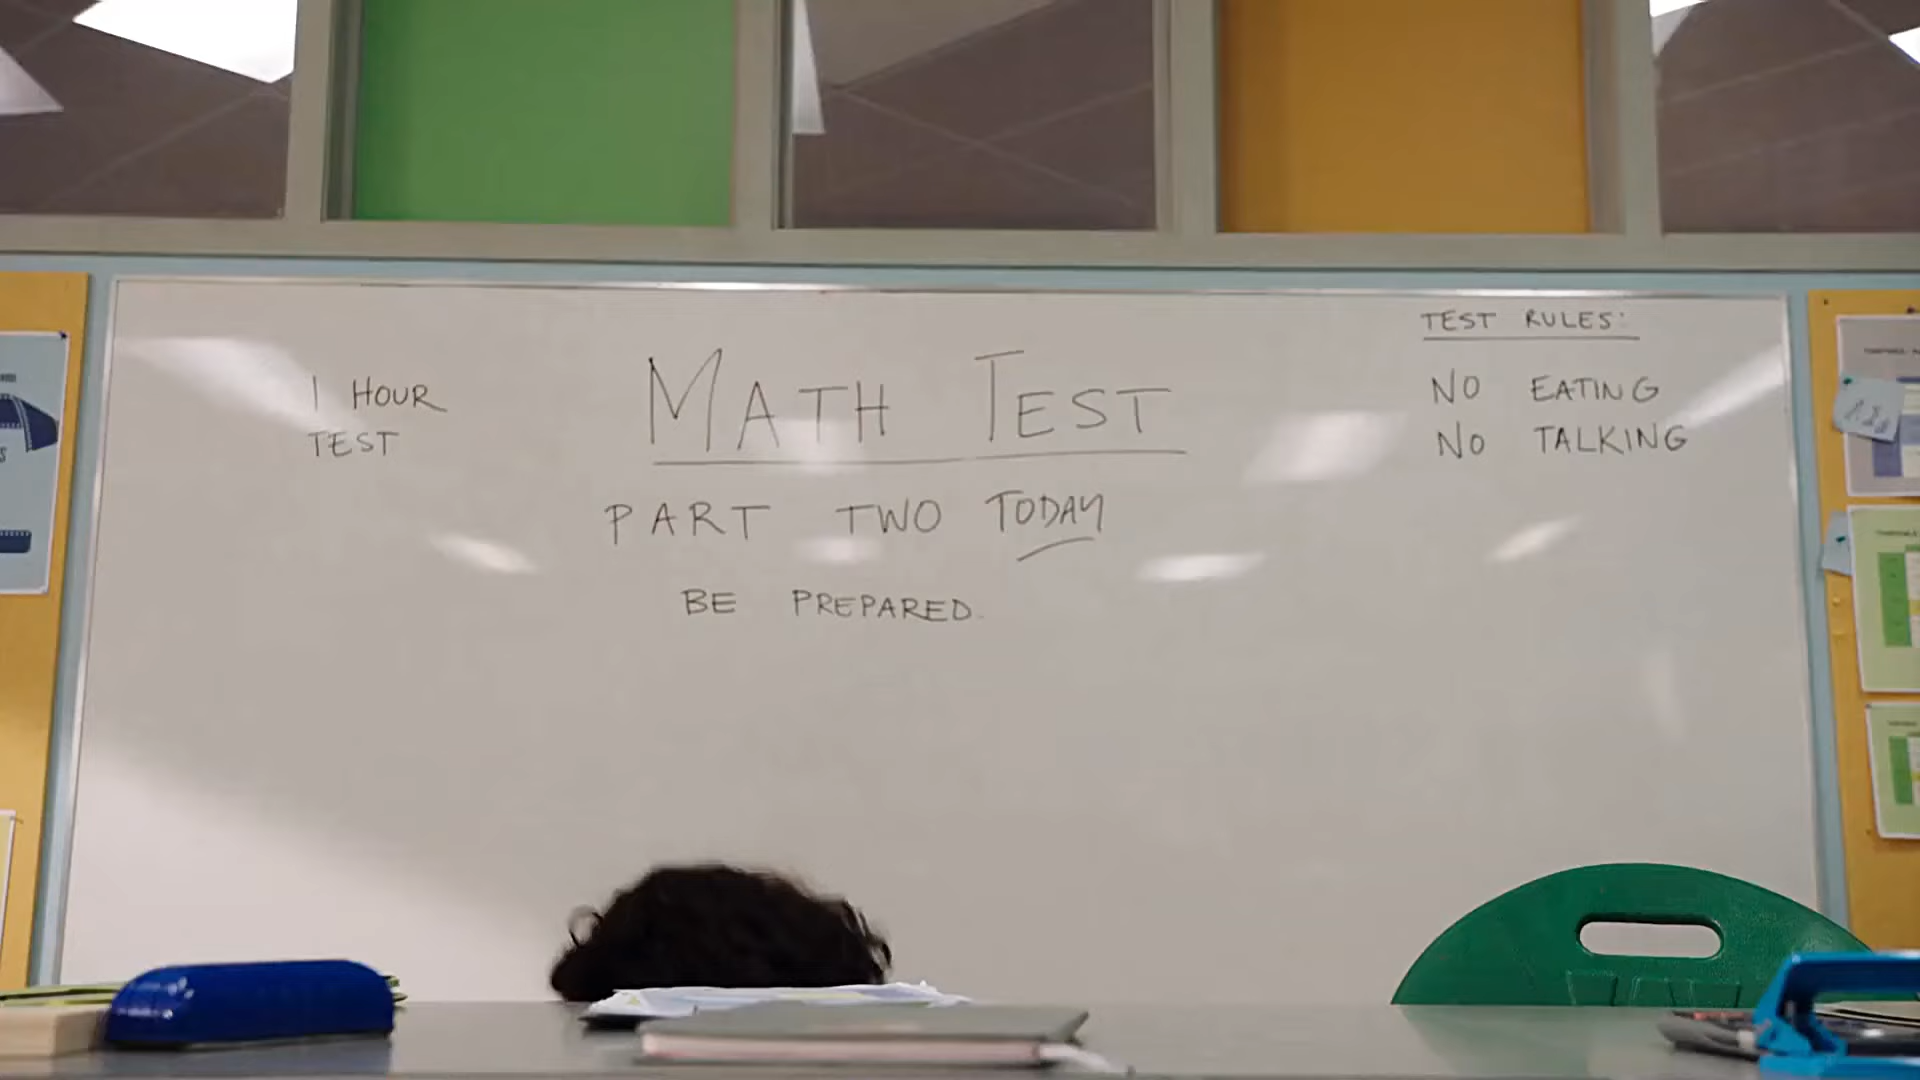 1 HOUR
TEST
MATH TEST
PART TWO TODAY
BE PREPARED.
TEST RULES:
NO EATING
NO TALKING